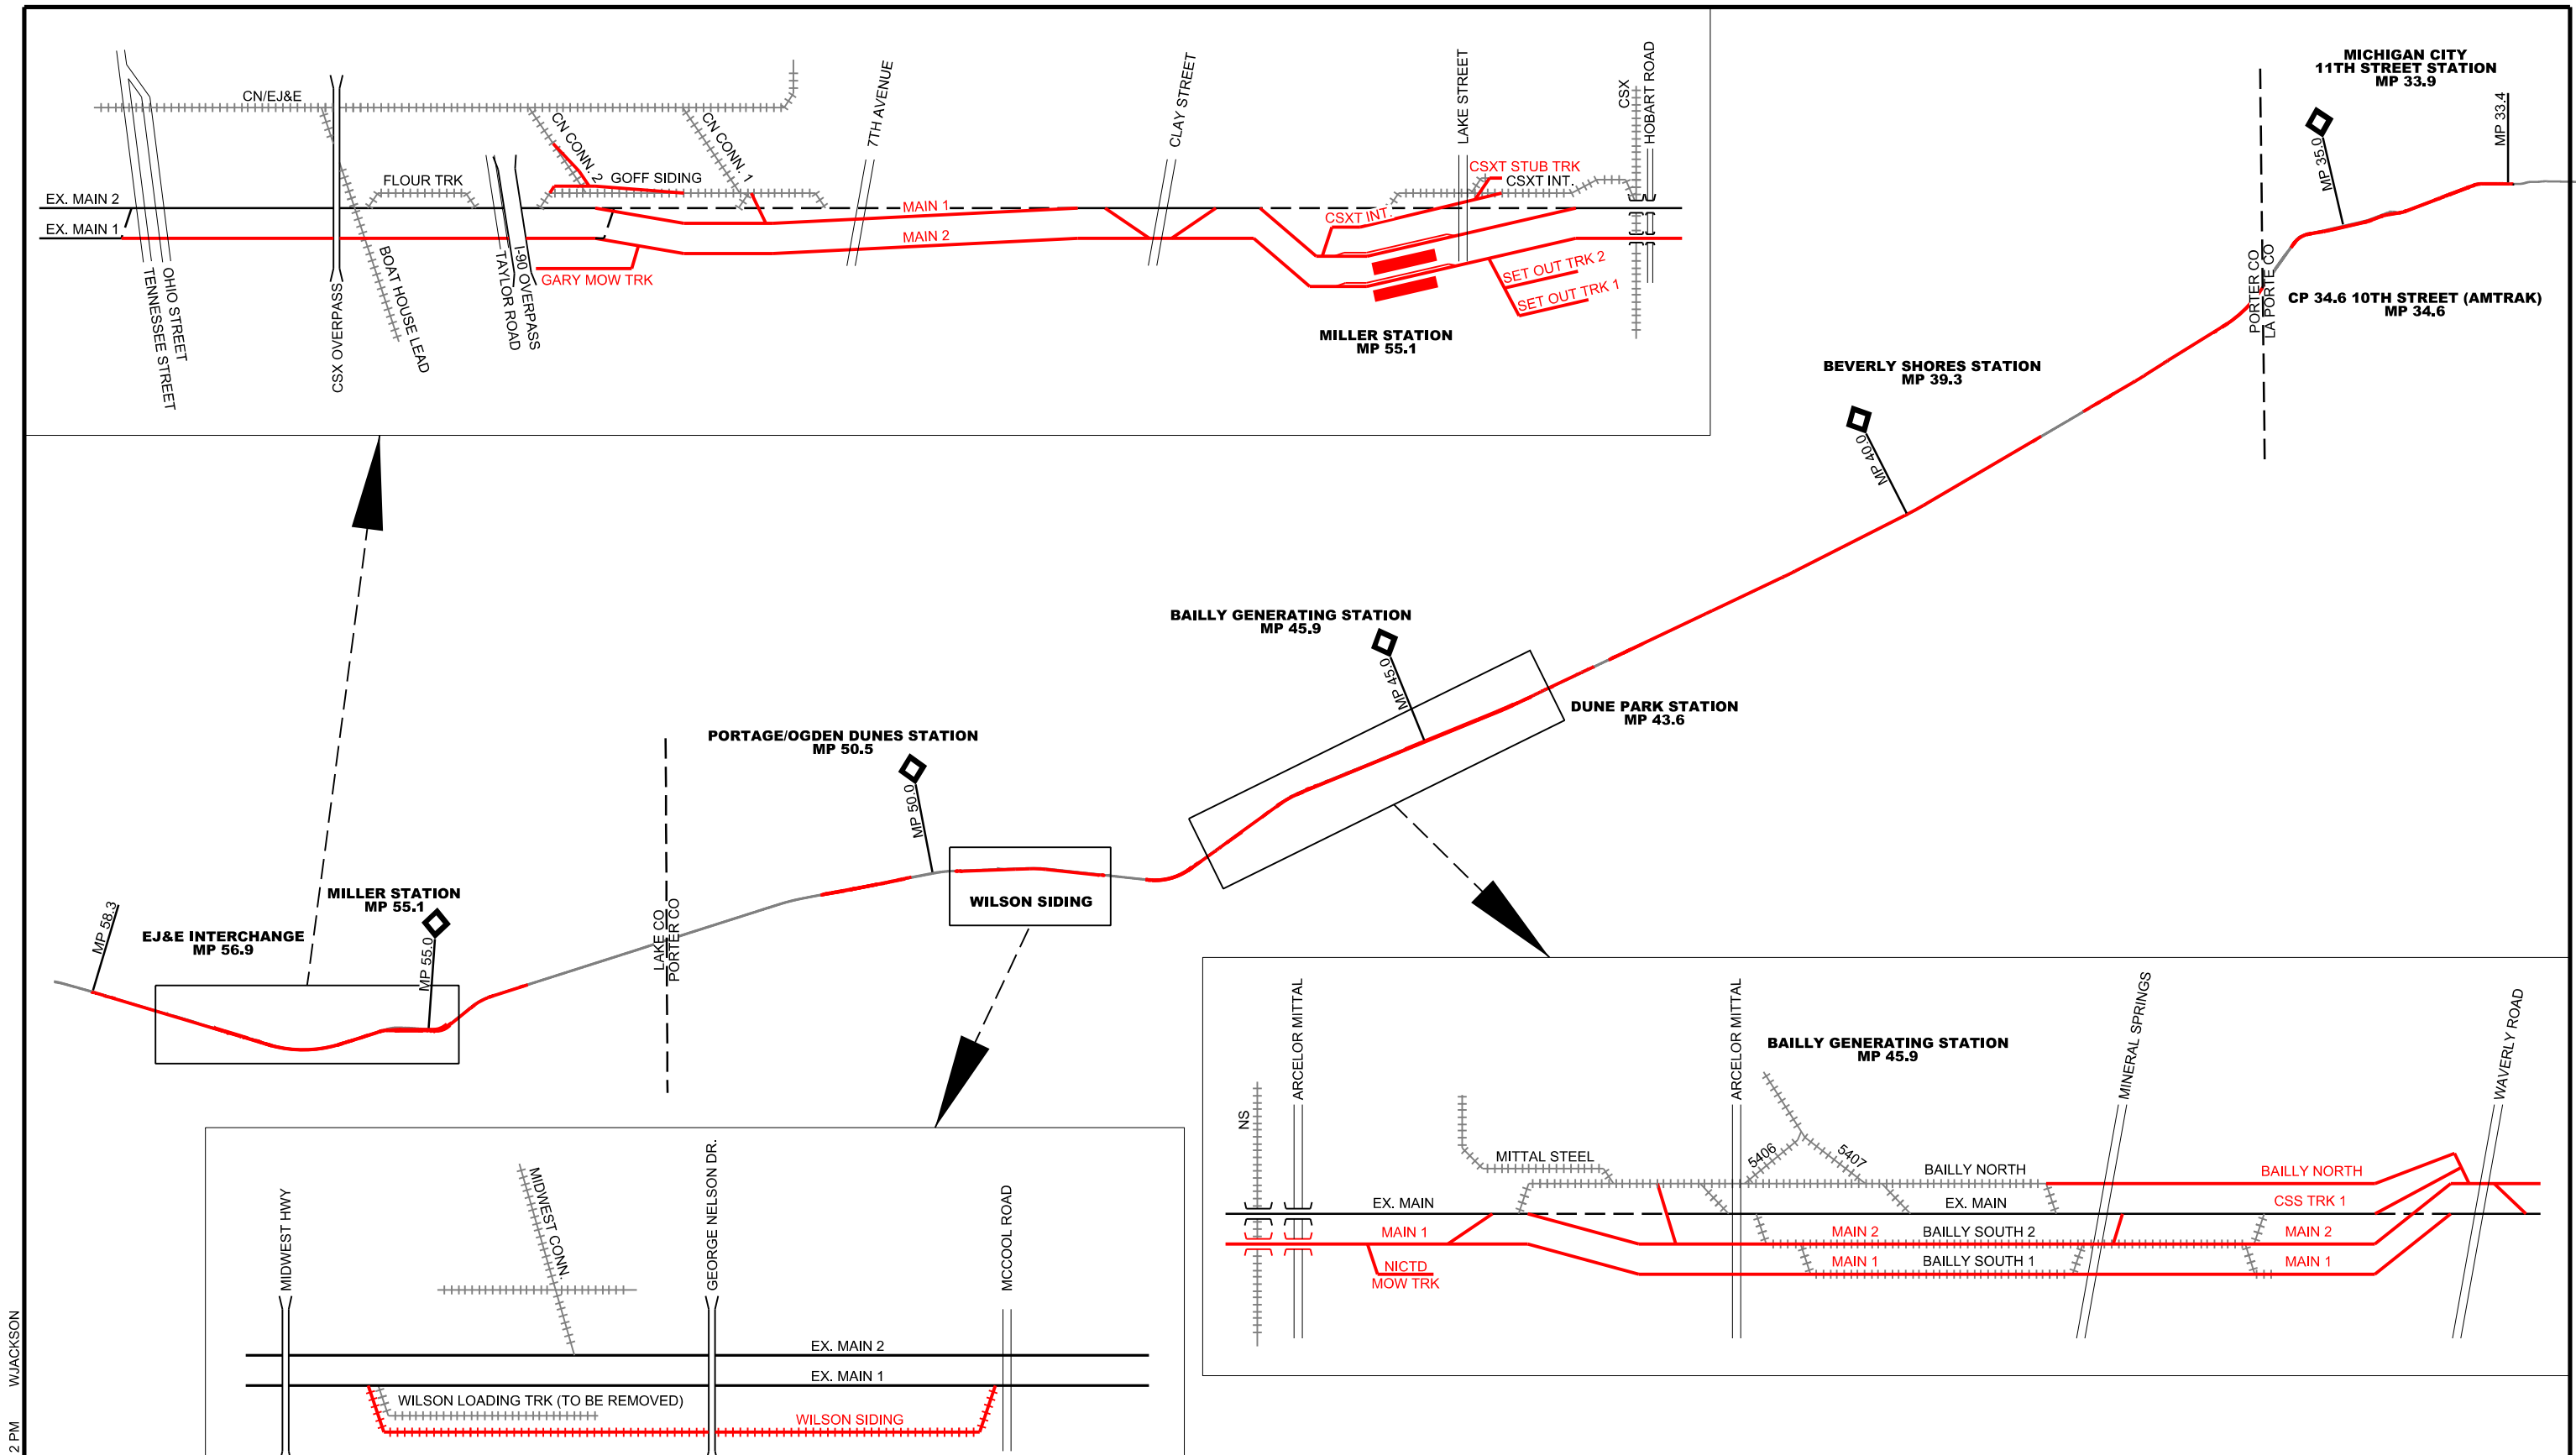 CN/EJ&E
CN CONN. 2
CN CONN. 1
7TH AVENUE
CLAY STREET
LAKE STREET
CSX
HOBART ROAD
FLOUR TRK
GOFF SIDING
CSXT STUB TRK
CSXT INT.
EX. MAIN 2
EX. MAIN 1
MAIN 1
MAIN 2
CSXT INT.
GARY MOW TRK
SET OUT TRK 2
SET OUT TRK 1
OHIO STREET
TENNESSEE STREET
CSX OVERPASS
BOAT HOUSE LEAD
TAYLOR ROAD
I-90 OVERPASS
MILLER STATION
MP 55.1
MICHIGAN CITY
11TH STREET STATION
MP 33.9
MP 35.0
MP 33.4
PORTER CO
LA PORTE CO
CP 34.6 10TH STREET (AMTRAK)
MP 34.6
BEVERLY SHORES STATION
MP 39.3
MP 40.0
BAILLY GENERATING STATION
MP 45.9
MP 45.0
DUNE PARK STATION
MP 43.6
PORTAGE/OGDEN DUNES STATION
MP 50.5
MP 50.0
WILSON SIDING
LAKE CO
PORTER CO
MILLER STATION
MP 55.1
MP 55.0
EJ&E INTERCHANGE
MP 56.9
MP 58.3
NS
ARCELOR MITTAL
ARCELOR MITTAL
BAILLY GENERATING STATION
MP 45.9
MINERAL SPRINGS
WAVERLY ROAD
MITTAL STEEL
5406
5407
BAILLY NORTH
BAILLY NORTH
EX. MAIN
EX. MAIN
CSS TRK 1
MAIN 1
MAIN 2
BAILLY SOUTH 2
MAIN 2
MAIN 1
BAILLY SOUTH 1
MAIN 1
NICTD
MOW TRK
MIDWEST HWY
MIDWEST CONN.
GEORGE NELSON DR.
MCCOOL ROAD
EX. MAIN 2
EX. MAIN 1
WILSON LOADING TRK (TO BE REMOVED)
WILSON SIDING
2 PM WJACKSON